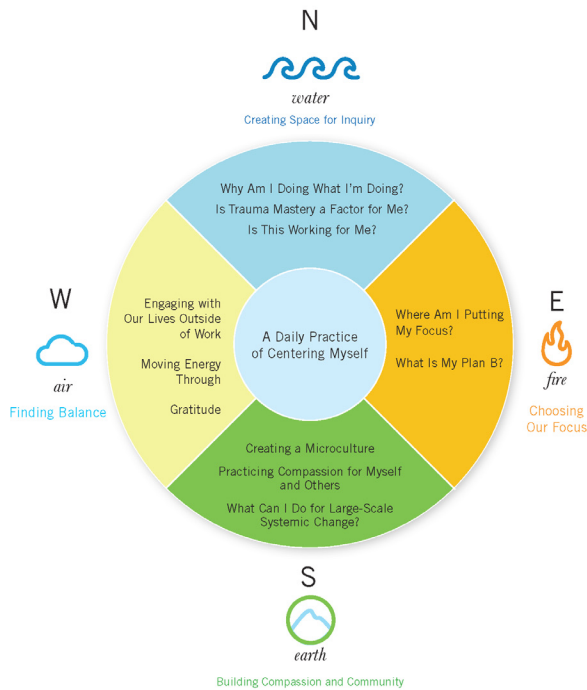 N
water
Creating Space for Inquiry
Why Am I Doing What I'm Doing?
Is Trauma Mastery a Factor for Me?
Is This Working for Me?
W
air
Finding Balance
Engaging with
Our Lives Outside
of Work
Moving Energy
Through
Gratitude
A Daily Practice
of Centering Myself
Where Am I Putting
My Focus?
What Is My Plan B?
E
fire
Choosing
Our Focus
Creating a Microculture
Practicing Compassion for Myself
and Others
What Can I Do for Large-Scale
Systemic Change?
S
earth
Building Compassion and Community